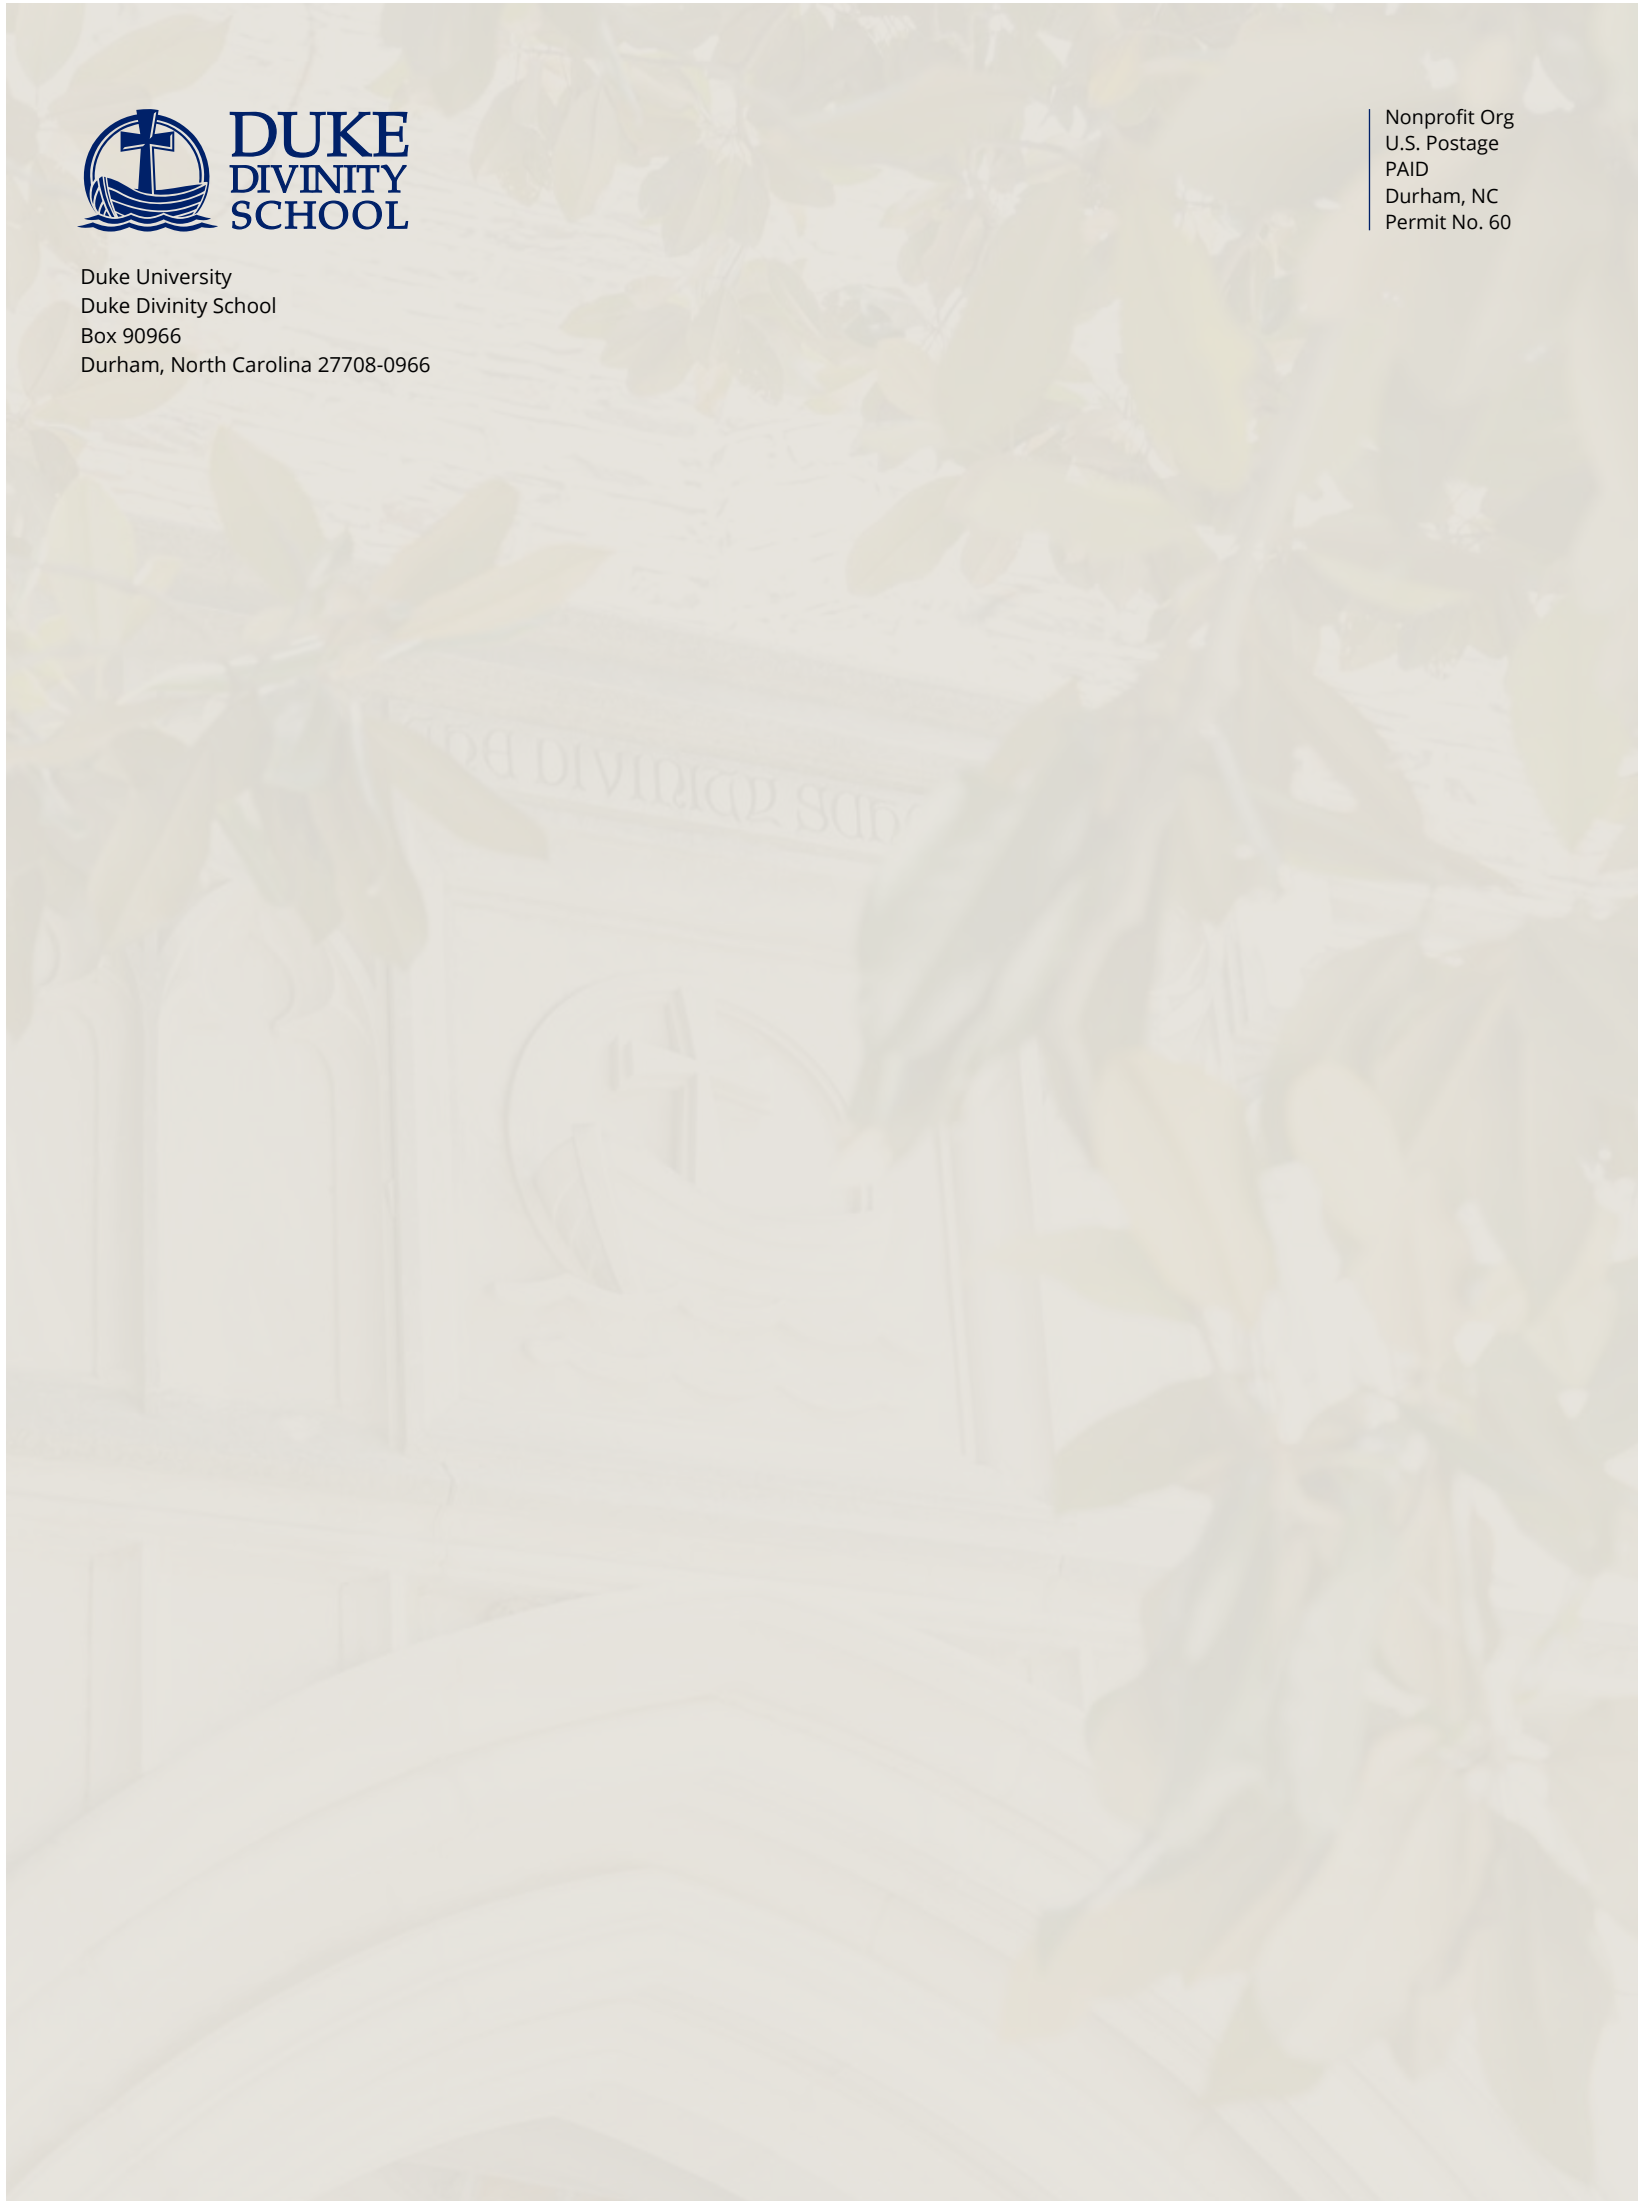 DUKE
DIVINITY
SCHOOL
Duke University
Duke Divinity School
Box 90966
Durham, North Carolina 27708-0966
Nonprofit Org
U.S. Postage
PAID
Durham, NC
Permit No. 60
DIVINITY